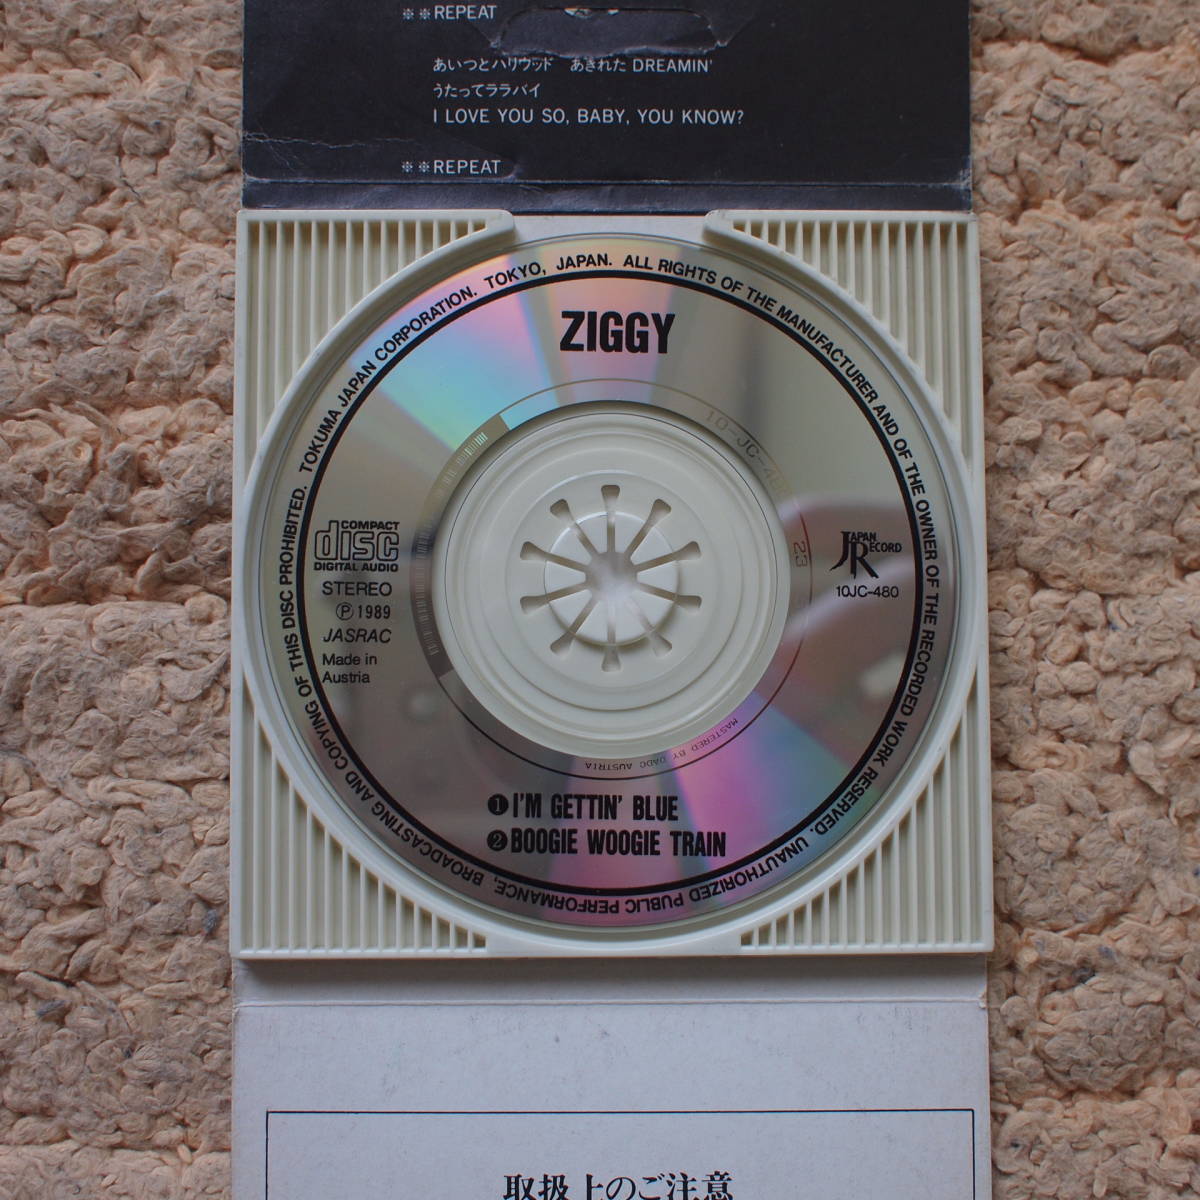 ※※REPEAT
あいつとハリウッド　あきれた DREAMIN'
うたってララバイ
I LOVE YOU SO, BABY, YOU KNOW?
※※REPEAT
TOKUMA JAPAN CORPORATION. TOKYO, JAPAN. ALL RIGHTS OF THE MANUFACTURER AND OF THE OWNER OF THE RECORDED WORK RESERVED. UNAUTHORIZED PUBLIC PERFORMANCE, BROADCASTING AND COPYING OF THIS DISC PROHIBITED.
ZIGGY
COMPACT
disc
DIGITAL AUDIO
STEREO
Ⓟ 1989
JASRAC
Made in
Austria
JAPAN
RECORD
10JC-480
23
MASTERED BY DADC AUSTRIA
❶ I'M GETTIN' BLUE
❷ BOOGIE WOOGIE TRAIN
取扱上のご注意